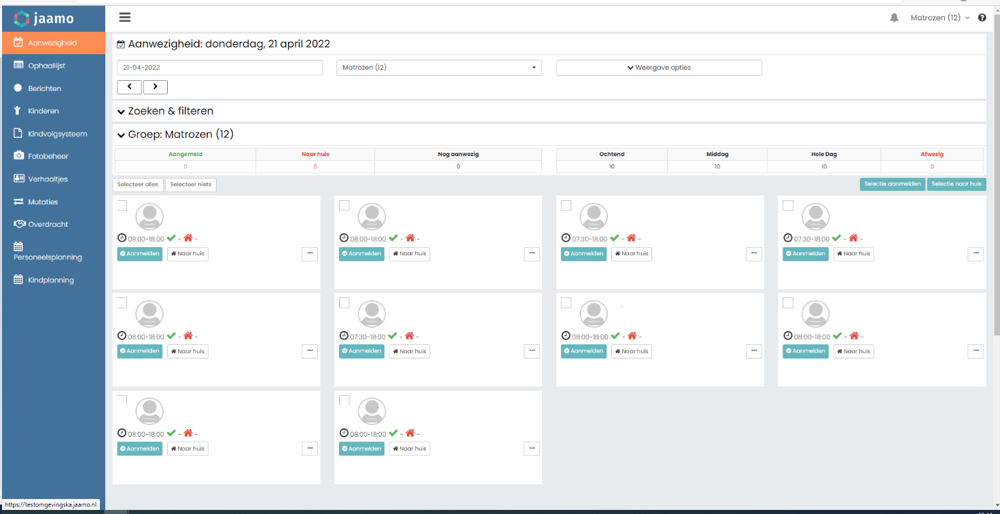 jaamo
Matrozen (12)
Aanwezigheid
Ophaallijst
Berichten
Kinderen
Kindvolgsysteem
Fotobeheer
Verhaaltjes
Mutaties
Overdracht
Personeelsplanning
Kindplanning
https://testomgevingska.jaamo.nl
Aanwezigheid: donderdag, 21 april 2022
21-04-2022 Matrozen (12) Weergave opties
Zoeken & filteren
Groep: Matrozen (12)
Aangemeld Naar huis Nog aanwezig Ochtend Middag Hele Dag Afwezig
0 0 0 10 10 10 0
Selecteer alles Selecteer niets Selectie aanmelden Selectie naar huis
08:00-18:00 - - 08:00-18:00 - - 07:30-18:00 - - 07:30-18:00 - -
Aanmelden Naar huis ... Aanmelden Naar huis ... Aanmelden Naar huis ... Aanmelden Naar huis ...
08:00-18:00 - - 07:30-18:00 - - 08:00-18:00 - - 08:00-18:00 - -
Aanmelden Naar huis ... Aanmelden Naar huis ... Aanmelden Naar huis ... Aanmelden Naar huis ...
08:00-18:00 - - 08:00-18:00 - -
Aanmelden Naar huis ... Aanmelden Naar huis ...